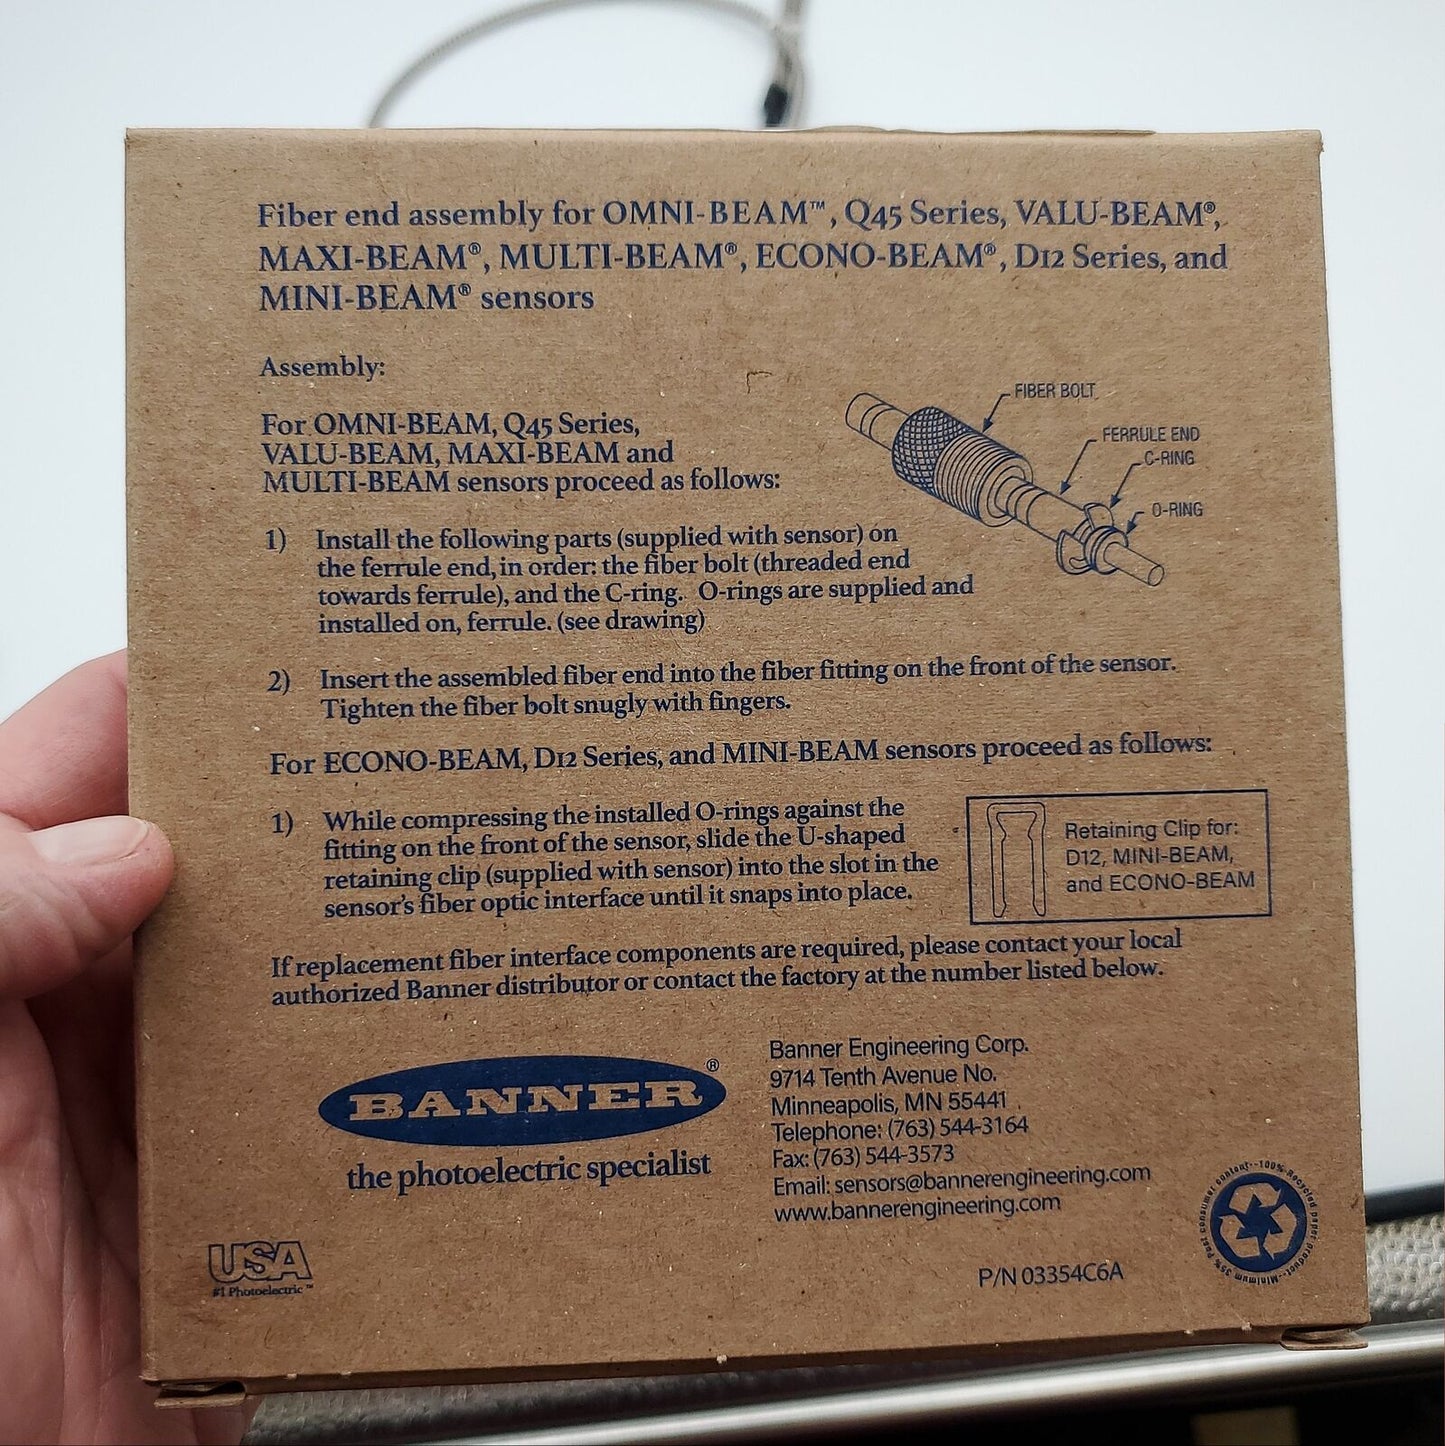 Fiber end assembly for OMNI-BEAM™, Q45 Series, VALU-BEAM®,
MAXI-BEAM®, MULTI-BEAM®, ECONO-BEAM®, D12 Series, and
MINI-BEAM® sensors
Assembly:
For OMNI-BEAM, Q45 Series,
VALU-BEAM, MAXI-BEAM and
MULTI-BEAM sensors proceed as follows:
FIBER BOLT
FERRULE END
C-RING
O-RING
1) Install the following parts (supplied with sensor) on
the ferrule end, in order: the fiber bolt (threaded end
towards ferrule), and the C-ring. O-rings are supplied and
installed on, ferrule. (see drawing)
2) Insert the assembled fiber end into the fiber fitting on the front of the sensor.
Tighten the fiber bolt snugly with fingers.
For ECONO-BEAM, D12 Series, and MINI-BEAM sensors proceed as follows:
1) While compressing the installed O-rings against the
fitting on the front of the sensor, slide the U-shaped
retaining clip (supplied with sensor) into the slot in the
sensor's fiber optic interface until it snaps into place.
Retaining Clip for:
D12, MINI-BEAM,
and ECONO-BEAM
If replacement fiber interface components are required, please contact your local
authorized Banner distributor or contact the factory at the number listed below.
BANNER®
the photoelectric specialist
Banner Engineering Corp.
9714 Tenth Avenue No.
Minneapolis, MN 55441
Telephone: (763) 544-3164
Fax: (763) 544-3573
Email: sensors@bannerengineering.com
www.bannerengineering.com
USA
#1 Photoelectric™
P/N 03354C6A
100% Recycled paper product--Minimum 35% Post consumer content--